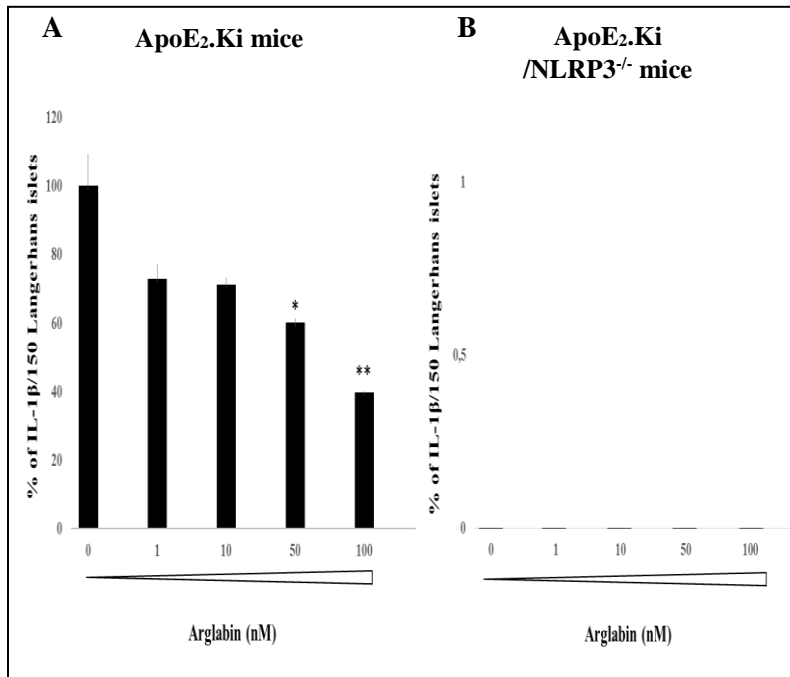 A
ApoE₂.Ki mice
% of IL-1β/150 Langerhans islets
120
100
80
60
40
20
0
*
**
0 1 10 50 100
Arglabin (nM)
B
ApoE₂.Ki
/NLRP3⁻/⁻ mice
% of IL-1β/150 Langerhans islets
1
0,5
0
0 1 10 50 100
Arglabin (nM)